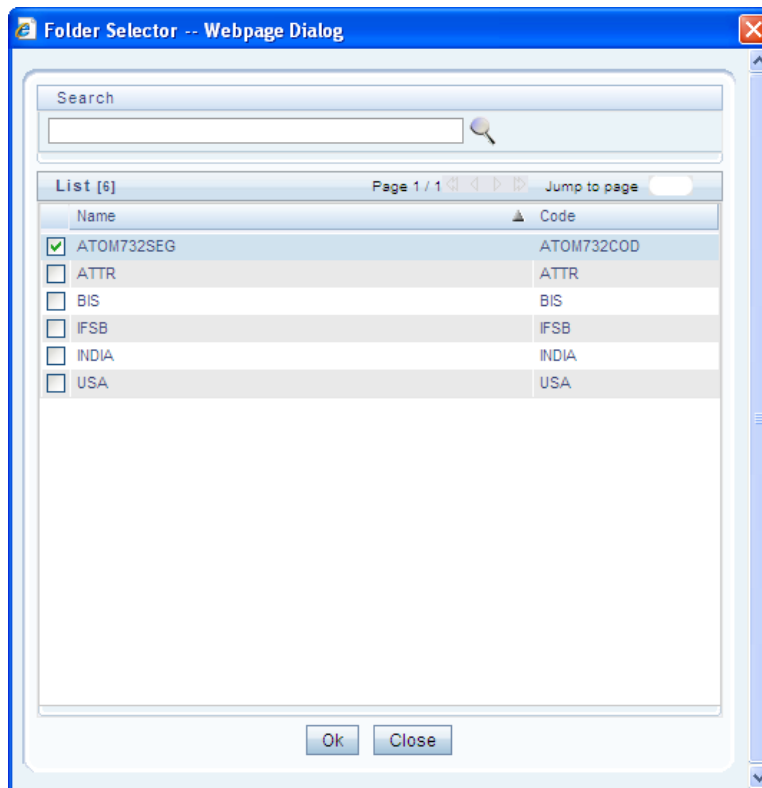 Folder Selector -- Webpage Dialog
Search
List [6] Page 1 / 1 Jump to page
Name Code
ATOM732SEG ATOM732COD
ATTR ATTR
BIS BIS
IFSB IFSB
INDIA INDIA
USA USA
Ok Close